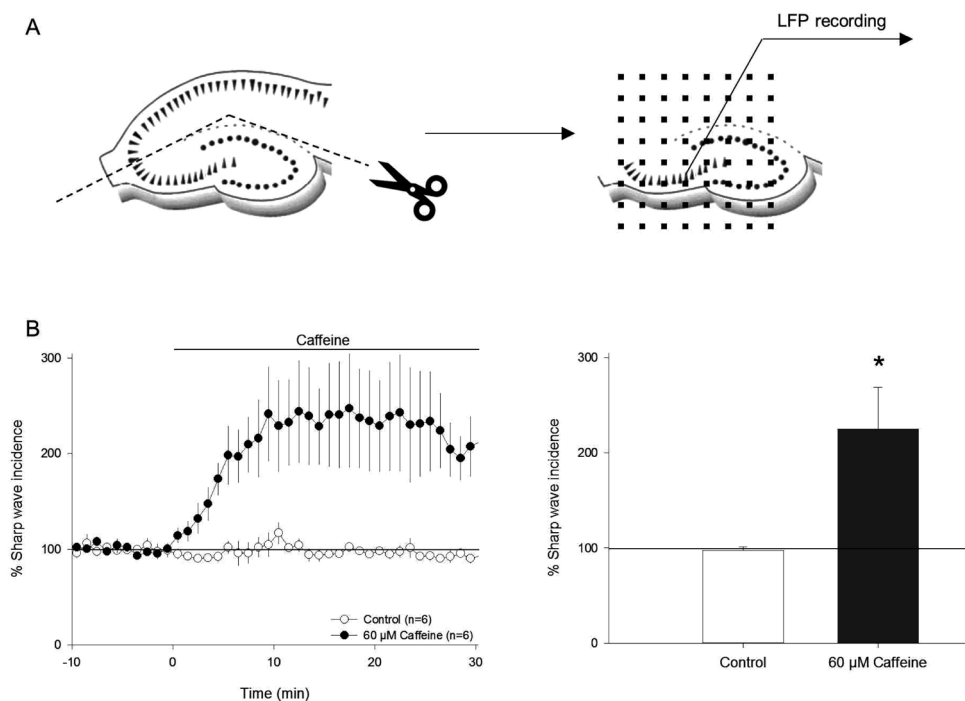 A
LFP recording
B
Caffeine
300
200
100
0
% Sharp wave incidence
Control (n=6)
60 µM Caffeine (n=6)
-10
0
10
20
30
Time (min)
300
200
100
0
% Sharp wave incidence
*
Control
60 µM Caffeine